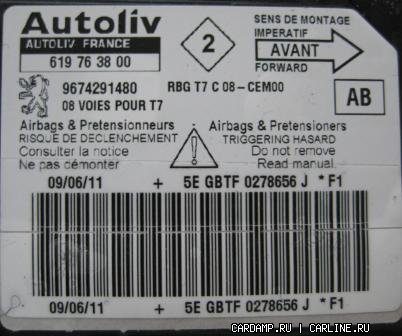 Autoliv
AUTOLIV FRANCE
619 76 38 00
2
SENS DE MONTAGE
IMPERATIF
AVANT
FORWARD
9674291480
RBG T7 C 08-CEM00
08 VOIES POUR T7
AB
Airbags & Pretensionneurs
RISQUE DE DECLENCHEMENT
Consulter la notice
Ne pas démonter
Airbags & Pretensioners
TRIGGERING HASARD
Do not remove
Read manual
09/06/11 + 5E GBTF 0278656 J *F1
09/06/11 + 5E GBTF 0278656 J *F1
CARDAMP.RU / CARLINE.RU